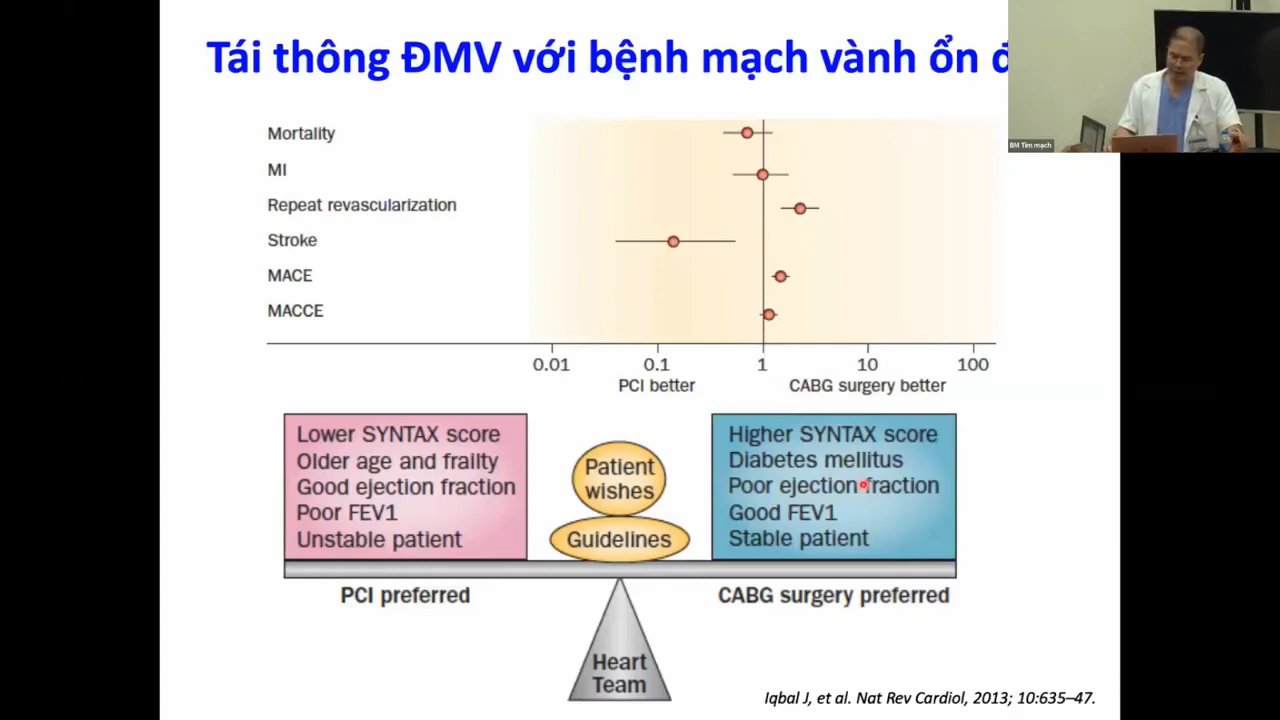 Tái thông ĐMV với bệnh mạch vành ổn
BM Tim mạch
Mortality
MI
Repeat revascularization
Stroke
MACE
MACCE
0.01 0.1 1 10 100
PCI better CABG surgery better
Lower SYNTAX score
Older age and frailty
Good ejection fraction
Poor FEV1
Unstable patient
Patient
wishes
Guidelines
Higher SYNTAX score
Diabetes mellitus
Poor ejection fraction
Good FEV1
Stable patient
PCI preferred
CABG surgery preferred
Heart
Team
Iqbal J, et al. Nat Rev Cardiol, 2013; 10:635–47.